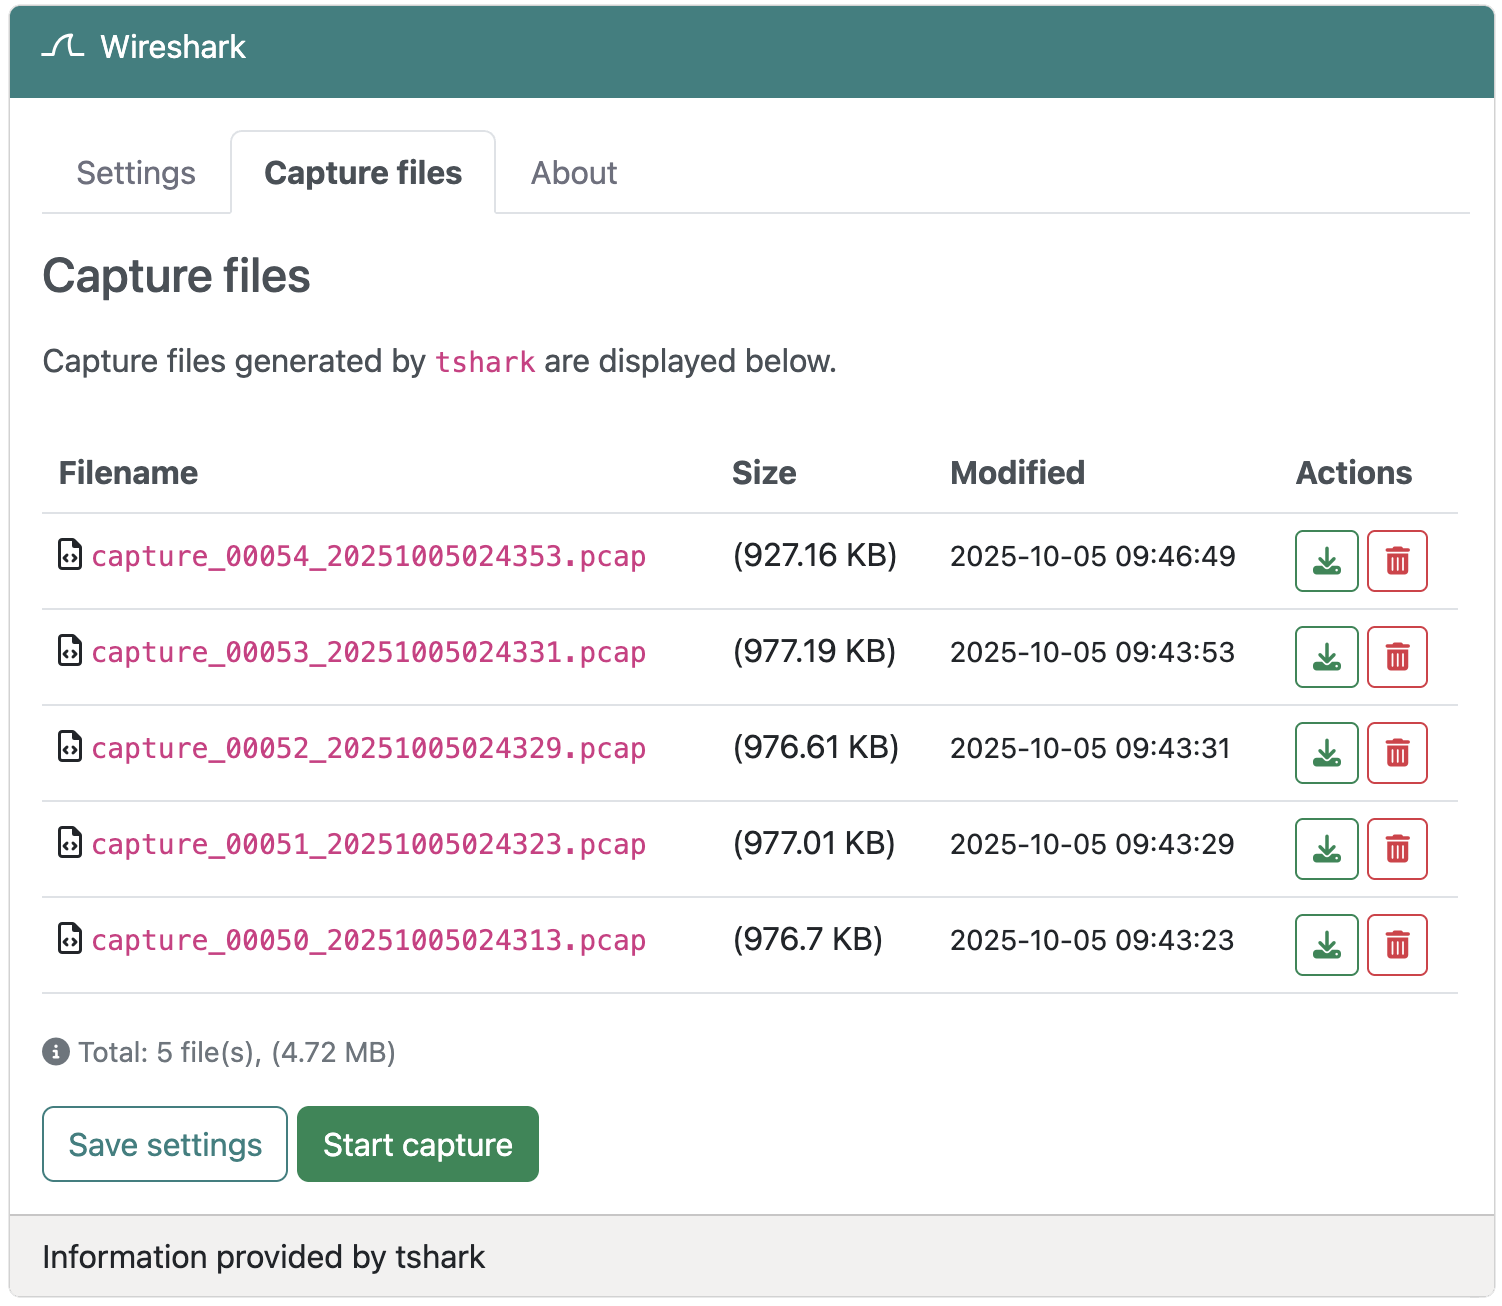 Wireshark
Settings Capture files About
Capture files
Capture files generated by tshark are displayed below.
Filename Size Modified Actions
capture_00054_20251005024353.pcap (927.16 KB) 2025-10-05 09:46:49
capture_00053_20251005024331.pcap (977.19 KB) 2025-10-05 09:43:53
capture_00052_20251005024329.pcap (976.61 KB) 2025-10-05 09:43:31
capture_00051_20251005024323.pcap (977.01 KB) 2025-10-05 09:43:29
capture_00050_20251005024313.pcap (976.7 KB) 2025-10-05 09:43:23
Total: 5 file(s), (4.72 MB)
Save settings Start capture
Information provided by tshark